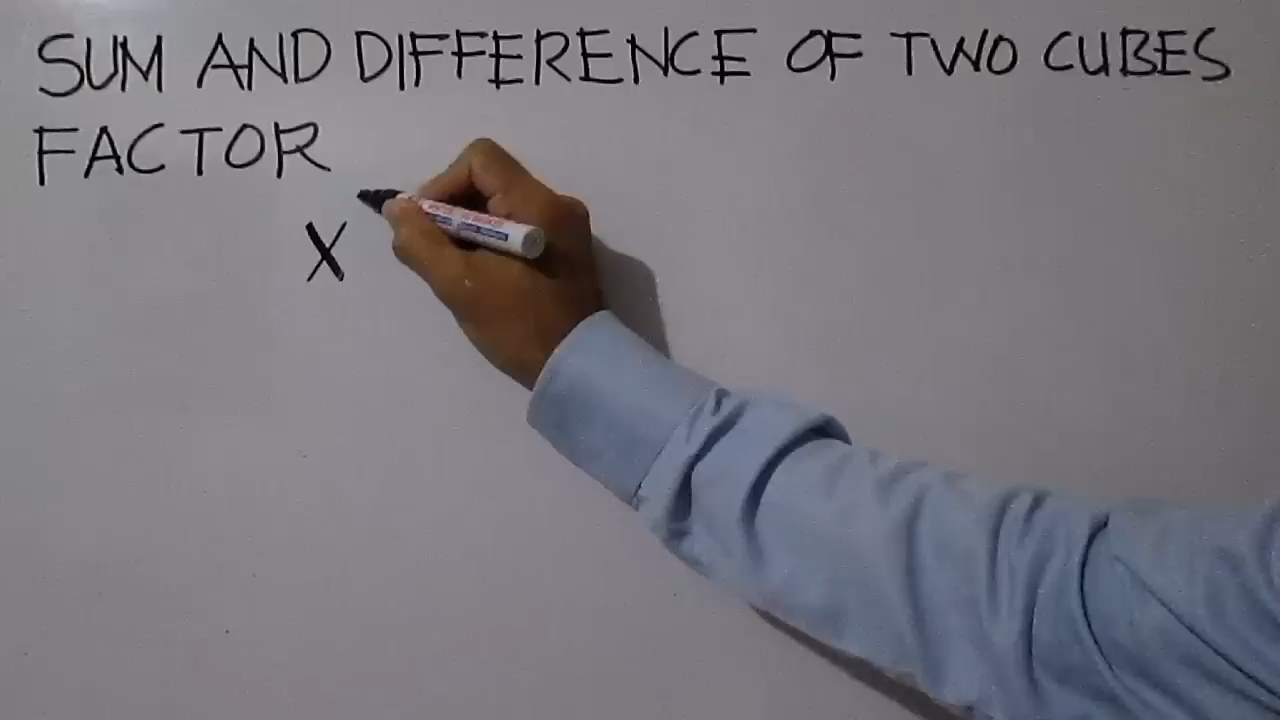 SUM AND DIFFERENCE OF TWO CUBES
FACTOR
X